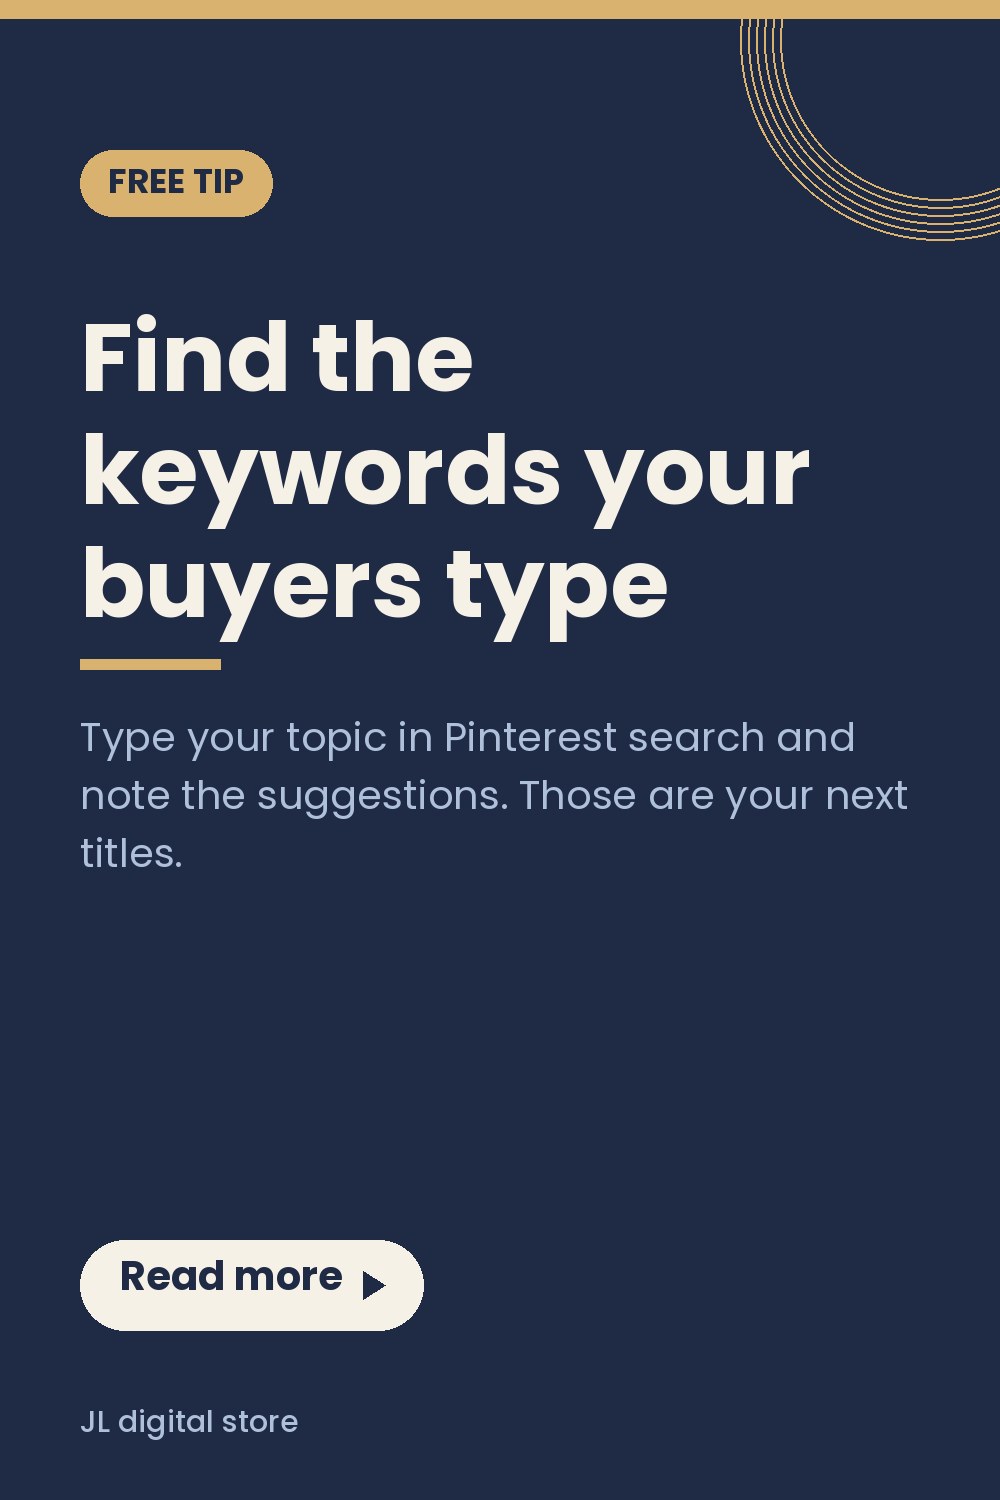 FREE TIP
Find the
keywords your
buyers type
Type your topic in Pinterest search and
note the suggestions. Those are your next
titles.
Read more
JL digital store